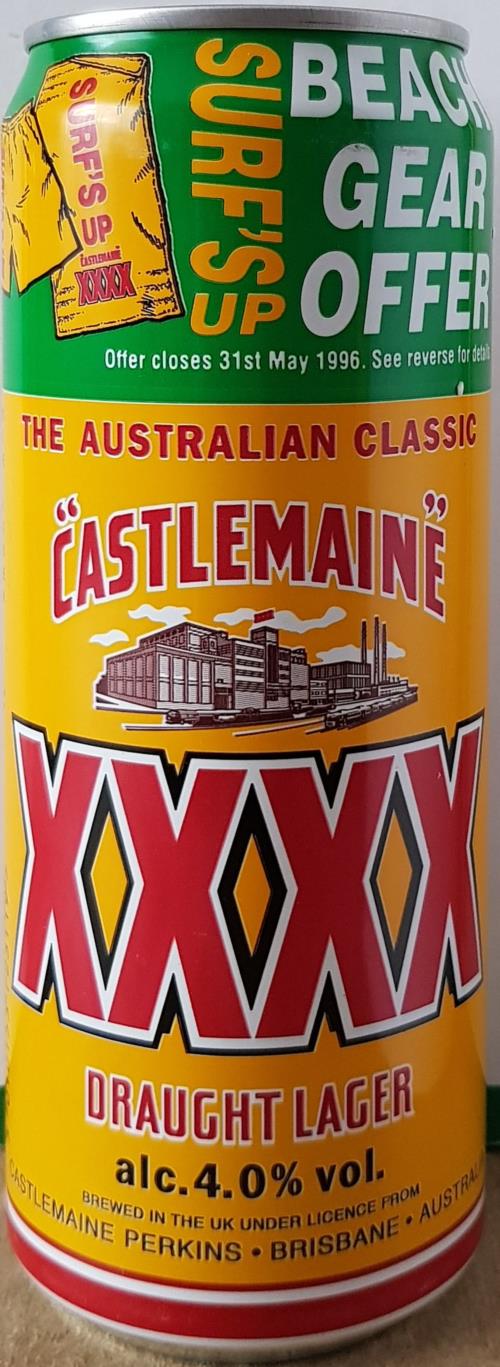 SURF'S UP
CASTLEMAINE
XXXX
SURF'S
UP
BEACH
GEAR
OFFER
Offer closes 31st May 1996. See reverse for details
THE AUSTRALIAN CLASSIC
"CASTLEMAINE"
XXXX
DRAUGHT LAGER
alc.4.0% vol.
BREWED IN THE UK UNDER LICENCE FROM
CASTLEMAINE PERKINS • BRISBANE • AUSTRALIA